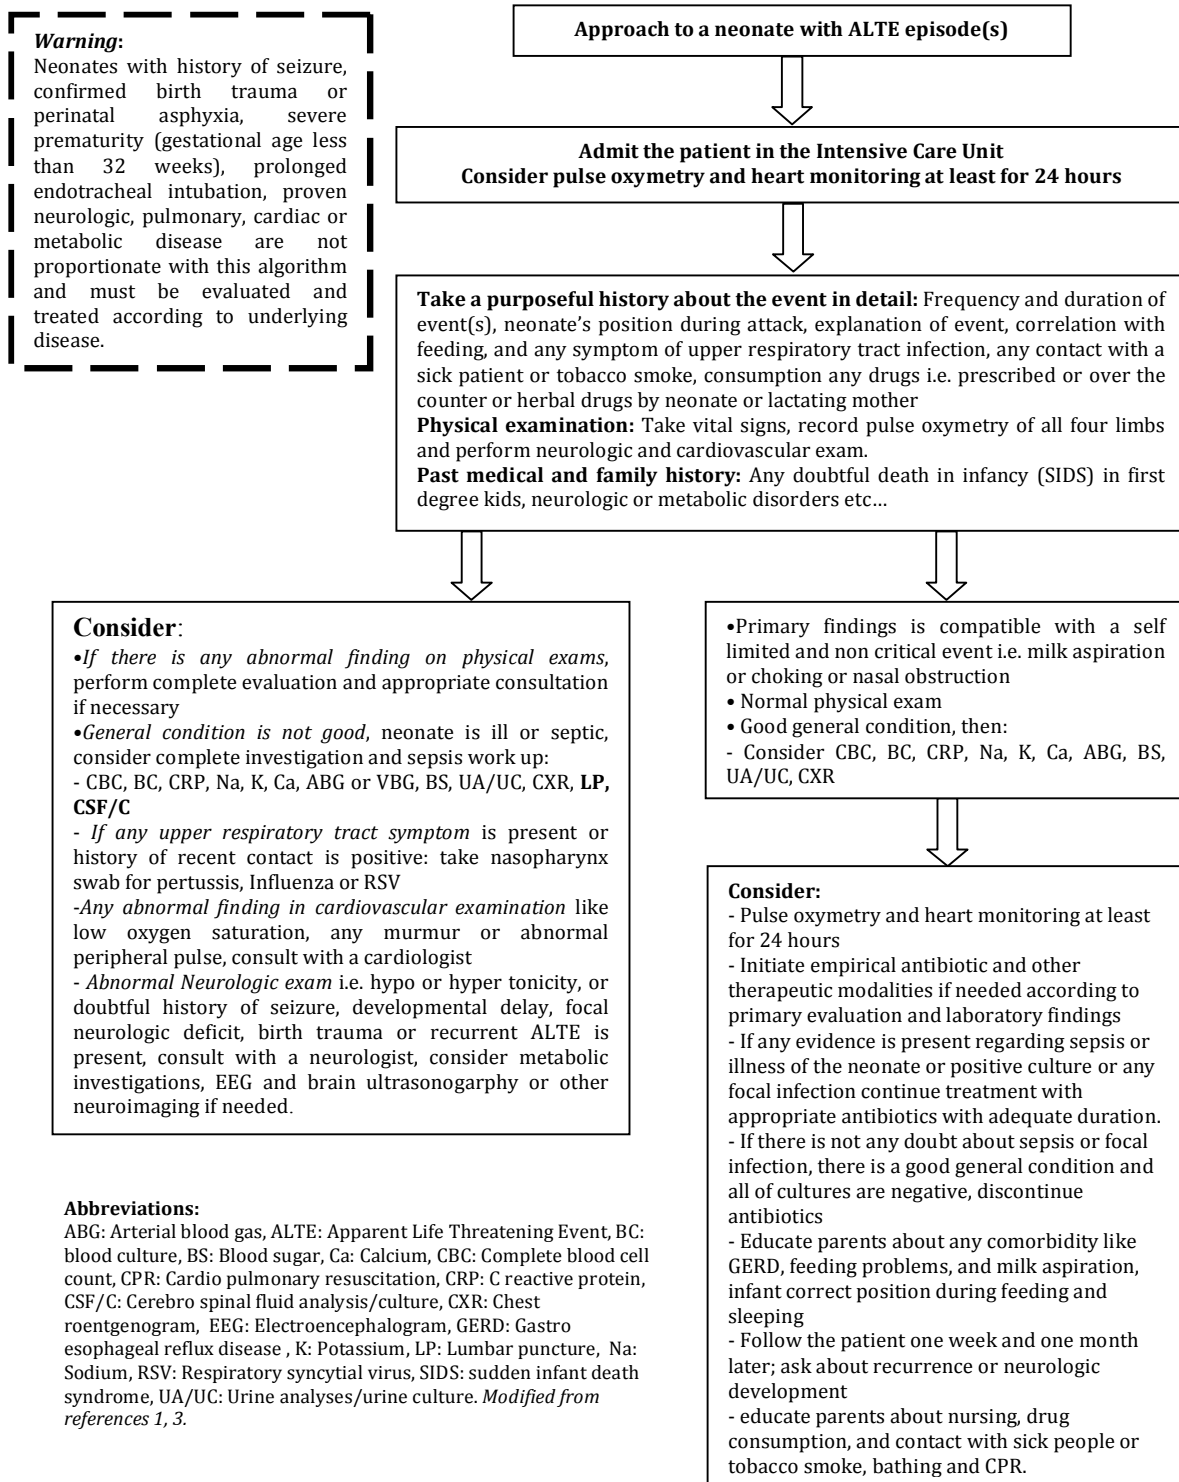 Warning:
Neonates with history of seizure,
confirmed birth trauma or
perinatal asphyxia, severe
prematurity (gestational age less
than 32 weeks), prolonged
endotracheal intubation, proven
neurologic, pulmonary, cardiac or
metabolic disease are not
proportionate with this algorithm
and must be evaluated and
treated according to underlying
disease.
Approach to a neonate with ALTE episode(s)
Admit the patient in the Intensive Care Unit
Consider pulse oxymetry and heart monitoring at least for 24 hours
Take a purposeful history about the event in detail: Frequency and duration of
event(s), neonate's position during attack, explanation of event, correlation with
feeding, and any symptom of upper respiratory tract infection, any contact with a
sick patient or tobacco smoke, consumption any drugs i.e. prescribed or over the
counter or herbal drugs by neonate or lactating mother
Physical examination: Take vital signs, record pulse oxymetry of all four limbs
and perform neurologic and cardiovascular exam.
Past medical and family history: Any doubtful death in infancy (SIDS) in first
degree kids, neurologic or metabolic disorders etc…
Consider:
•If there is any abnormal finding on physical exams,
perform complete evaluation and appropriate consultation
if necessary
•General condition is not good, neonate is ill or septic,
consider complete investigation and sepsis work up:
- CBC, BC, CRP, Na, K, Ca, ABG or VBG, BS, UA/UC, CXR, LP,
CSF/C
- If any upper respiratory tract symptom is present or
history of recent contact is positive: take nasopharynx
swab for pertussis, Influenza or RSV
-Any abnormal finding in cardiovascular examination like
low oxygen saturation, any murmur or abnormal
peripheral pulse, consult with a cardiologist
- Abnormal Neurologic exam i.e. hypo or hyper tonicity, or
doubtful history of seizure, developmental delay, focal
neurologic deficit, birth trauma or recurrent ALTE is
present, consult with a neurologist, consider metabolic
investigations, EEG and brain ultrasonogarphy or other
neuroimaging if needed.
•Primary findings is compatible with a self
limited and non critical event i.e. milk aspiration
or choking or nasal obstruction
• Normal physical exam
• Good general condition, then:
- Consider CBC, BC, CRP, Na, K, Ca, ABG, BS,
UA/UC, CXR
Consider:
- Pulse oxymetry and heart monitoring at least
for 24 hours
- Initiate empirical antibiotic and other
therapeutic modalities if needed according to
primary evaluation and laboratory findings
- If any evidence is present regarding sepsis or
illness of the neonate or positive culture or any
focal infection continue treatment with
appropriate antibiotics with adequate duration.
- If there is not any doubt about sepsis or focal
infection, there is a good general condition and
all of cultures are negative, discontinue
antibiotics
- Educate parents about any comorbidity like
GERD, feeding problems, and milk aspiration,
infant correct position during feeding and
sleeping
- Follow the patient one week and one month
later; ask about recurrence or neurologic
development
- educate parents about nursing, drug
consumption, and contact with sick people or
tobacco smoke, bathing and CPR.
Abbreviations:
ABG: Arterial blood gas, ALTE: Apparent Life Threatening Event, BC:
blood culture, BS: Blood sugar, Ca: Calcium, CBC: Complete blood cell
count, CPR: Cardio pulmonary resuscitation, CRP: C reactive protein,
CSF/C: Cerebro spinal fluid analysis/culture, CXR: Chest
roentgenogram, EEG: Electroencephalogram, GERD: Gastro
esophageal reflux disease , K: Potassium, LP: Lumbar puncture, Na:
Sodium, RSV: Respiratory syncytial virus, SIDS: sudden infant death
syndrome, UA/UC: Urine analyses/urine culture. Modified from
references 1, 3.